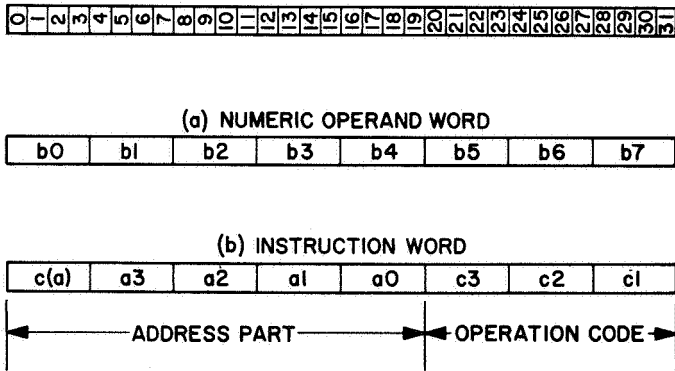 0 1 2 3 4 5 6 7 8 9 10 11 12 13 14 15 16 17 18 19 20 21 22 23 24 25 26 27 28 29 30 31
(a) NUMERIC OPERAND WORD
b0 b1 b2 b3 b4 b5 b6 b7
(b) INSTRUCTION WORD
c(a) a3 a2 a1 a0 c3 c2 c1
ADDRESS PART OPERATION CODE